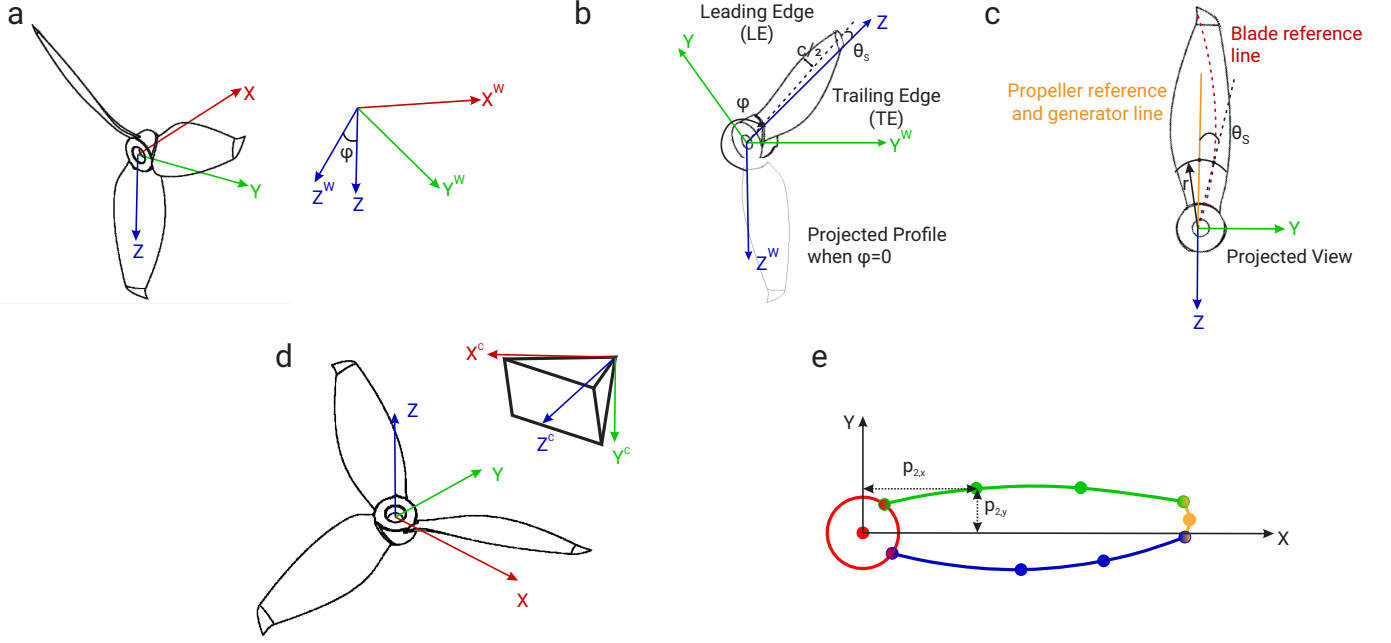 a
X
Y
Z
X^W
φ
Z^W
Z
Y^W
b
Leading Edge
(LE)
Z
Y
c/2
θ_S
φ
Trailing Edge
(TE)
Y^W
Z^W
Projected Profile
when φ=0
c
Blade reference
line
Propeller reference
and generator line
θ_S
r
Y
Projected View
Z
d
X^C
Z
Z^C
Y^C
Y
X
e
Y
p_2,x
p_2,y
X